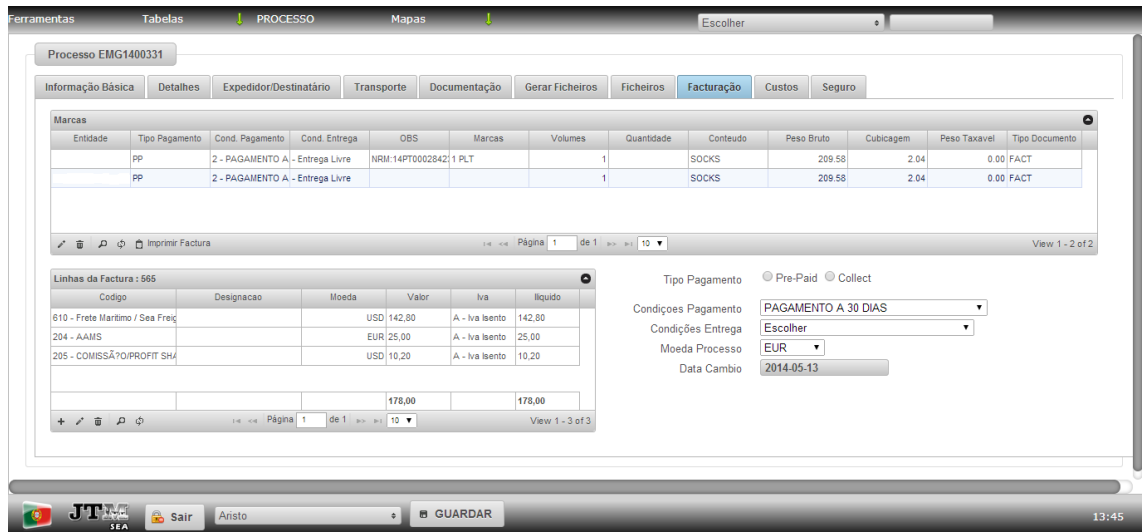 Ferramentas Tabelas ! PROCESSO Mapas ! Escolher
Processo EMG1400331
Informação Básica Detalhes Expedidor/Destinatário Transporte Documentação Gerar Ficheiros Ficheiros Facturação Custos Seguro
Marcas
Entidade Tipo Pagamento Cond. Pagamento Cond. Entrega OBS Marcas Volumes Quantidade Conteudo Peso Bruto Cubicagem Peso Taxavel Tipo Documento
PP 2 - PAGAMENTO A - Entrega Livre NRM:14PT0002842 1 PLT 1 SOCKS 209.58 2.04 0.00 FACT
PP 2 - PAGAMENTO A - Entrega Livre 1 SOCKS 209.58 2.04 0.00 FACT
Imprimir Factura Página 1 de 1 10 View 1 - 2 of 2
Linhas da Factura : 565
Codigo Designacao Moeda Valor Iva Iliquido
610 - Frete Maritimo / Sea Freig USD 142,80 A - Iva Isento 142,80
204 - AAMS EUR 25,00 A - Iva Isento 25,00
205 - COMISSÃ?O/PROFIT SHA USD 10,20 A - Iva Isento 10,20
178,00 178,00
Página 1 de 1 10 View 1 - 3 of 3
Tipo Pagamento Pre-Paid Collect
Condiçoes Pagamento PAGAMENTO A 30 DIAS
Condições Entrega Escolher
Moeda Processo EUR
Data Cambio 2014-05-13
JTM SEA Sair Aristo GUARDAR 13:45